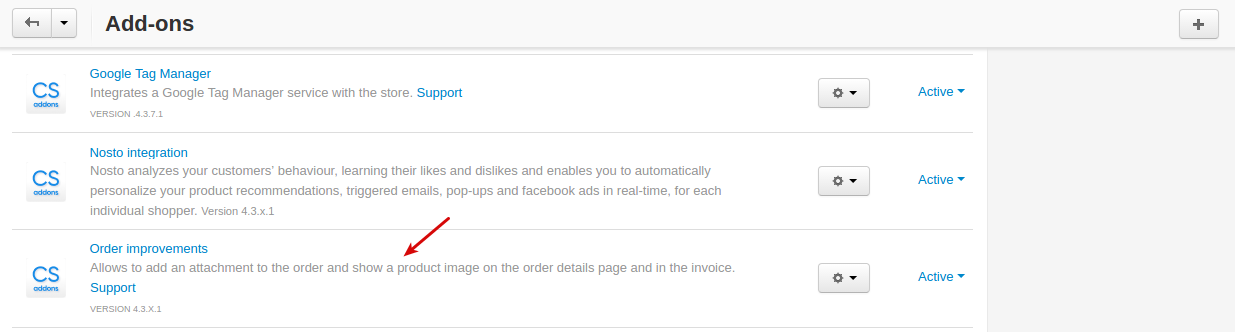 Add-ons
CS
addons
Google Tag Manager
Integrates a Google Tag Manager service with the store. Support
VERSION .4.3.7.1
Active
CS
addons
Nosto integration
Nosto analyzes your customers' behaviour, learning their likes and dislikes and enables you to automatically
personalize your product recommendations, triggered emails, pop-ups and facebook ads in real-time, for each
individual shopper. Version 4.3.x.1
Active
CS
addons
Order improvements
Allows to add an attachment to the order and show a product image on the order details page and in the invoice.
Support
VERSION 4.3.X.1
Active